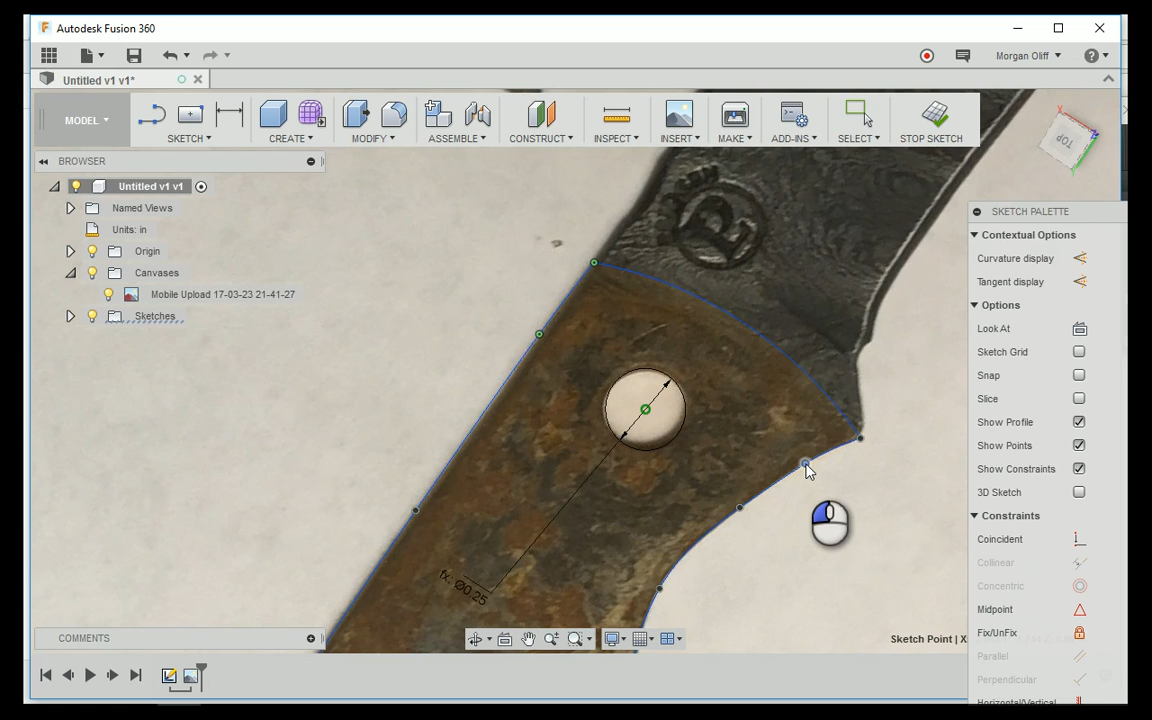 Autodesk Fusion 360
Morgan Oliff
Untitled v1 v1*
MODEL
SKETCH
CREATE
MODIFY
ASSEMBLE
CONSTRUCT
INSPECT
INSERT
MAKE
ADD-INS
SELECT
STOP SKETCH
TOP
BROWSER
Untitled v1 v1
Named Views
Units: in
Origin
Canvases
Mobile Upload 17-03-23 21-41-27
Sketches
SKETCH PALETTE
Contextual Options
Curvature display
Tangent display
Options
Look At
Sketch Grid
Snap
Slice
Show Profile
Show Points
Show Constraints
3D Sketch
Constraints
Coincident
Collinear
Concentric
Midpoint
Fix/UnFix
Parallel
Perpendicular
Horizontal/Vertical
fx: Ø0.25
COMMENTS
Sketch Point | X